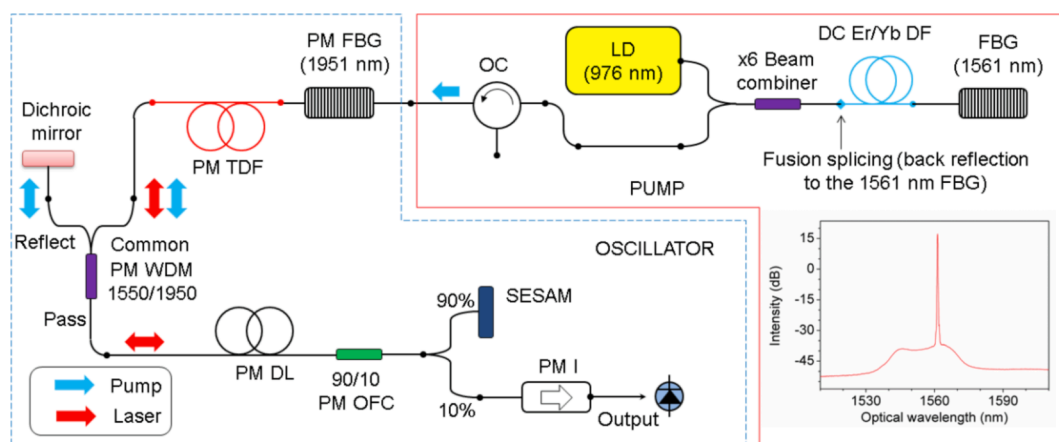 PM FBG
(1951 nm)
OC
LD
(976 nm)
x6 Beam
combiner
DC Er/Yb DF
FBG
(1561 nm)
Dichroic
mirror
PM TDF
Fusion splicing (back reflection
to the 1561 nm FBG)
PUMP
Reflect
Common
PM WDM
1550/1950
Pass
OSCILLATOR
90%
SESAM
PM DL
90/10
PM OFC
10%
PM I
Output
Pump
Laser
15
0
-15
-30
-45
Intensity (dB)
1530
1560
1590
Optical wavelength (nm)